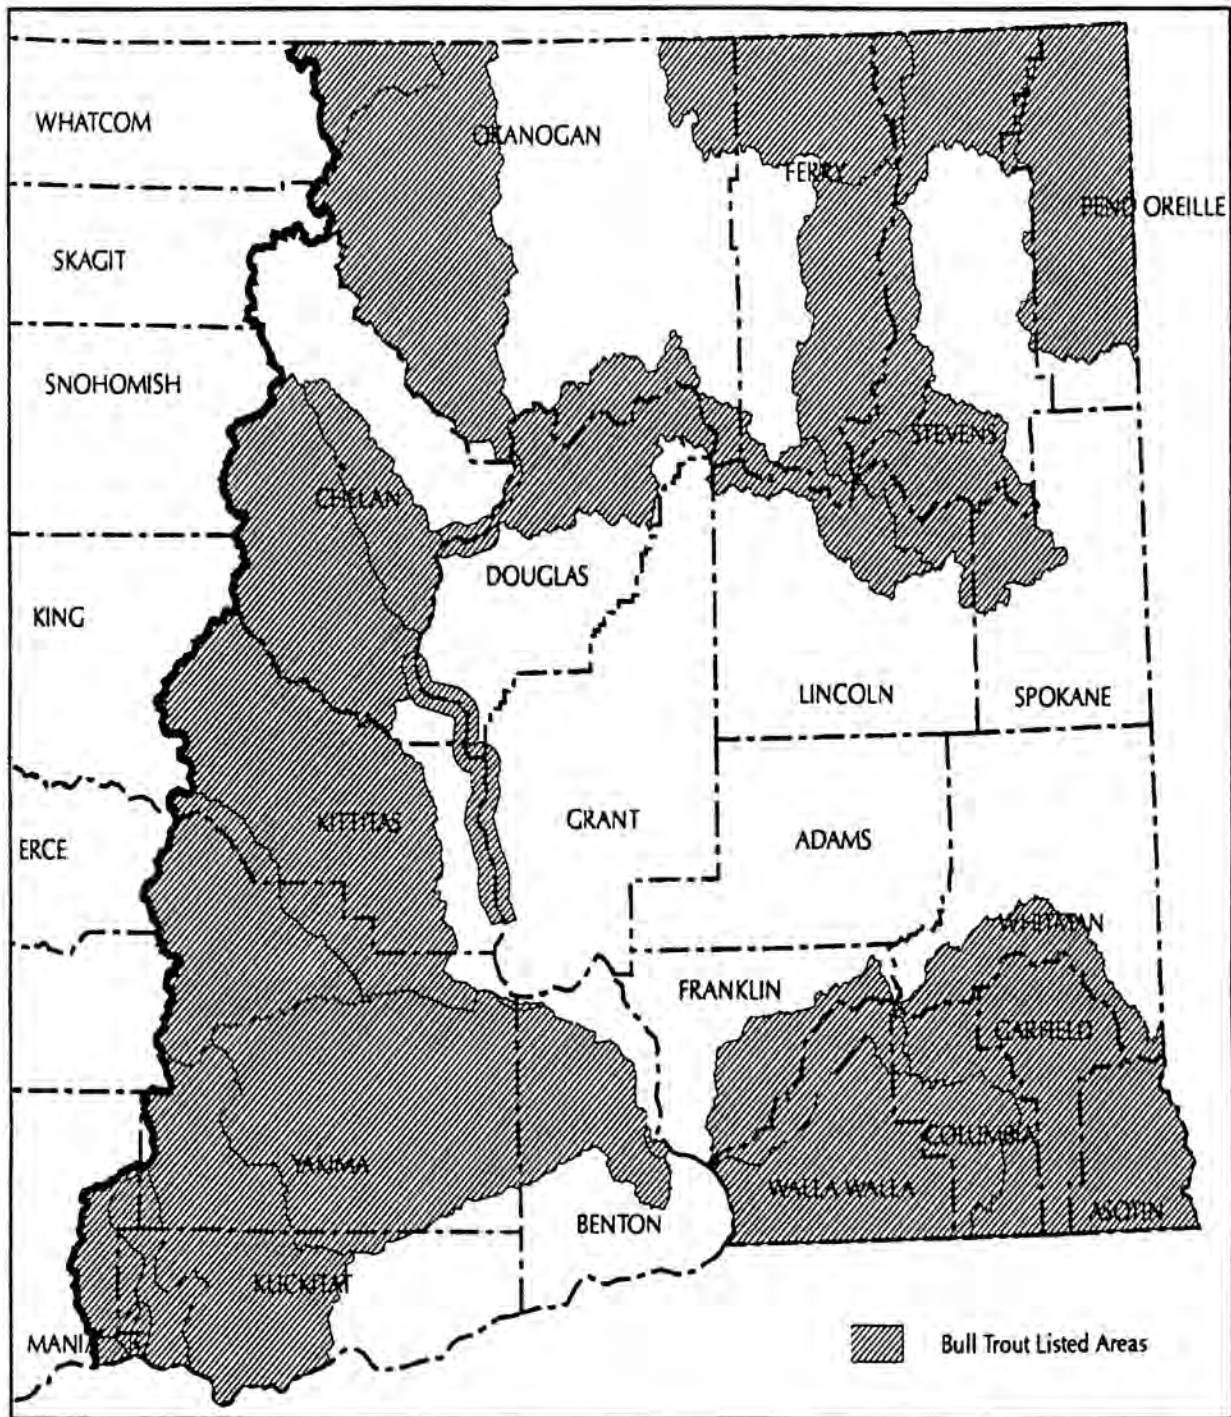 WHATCOM
OKANOGAN
FERRY
PEND OREILLE
SKAGIT
SNOHOMISH
STEVENS
CHELAN
DOUGLAS
KING
LINCOLN
SPOKANE
KITTITAS
GRANT
ADAMS
ERCE
WHITMAN
FRANKLIN
GARFIELD
COLUMBIA
YAKIMA
WALLA WALLA
ASOTIN
BENTON
KLICKITAT
MANIA
Bull Trout Listed Areas